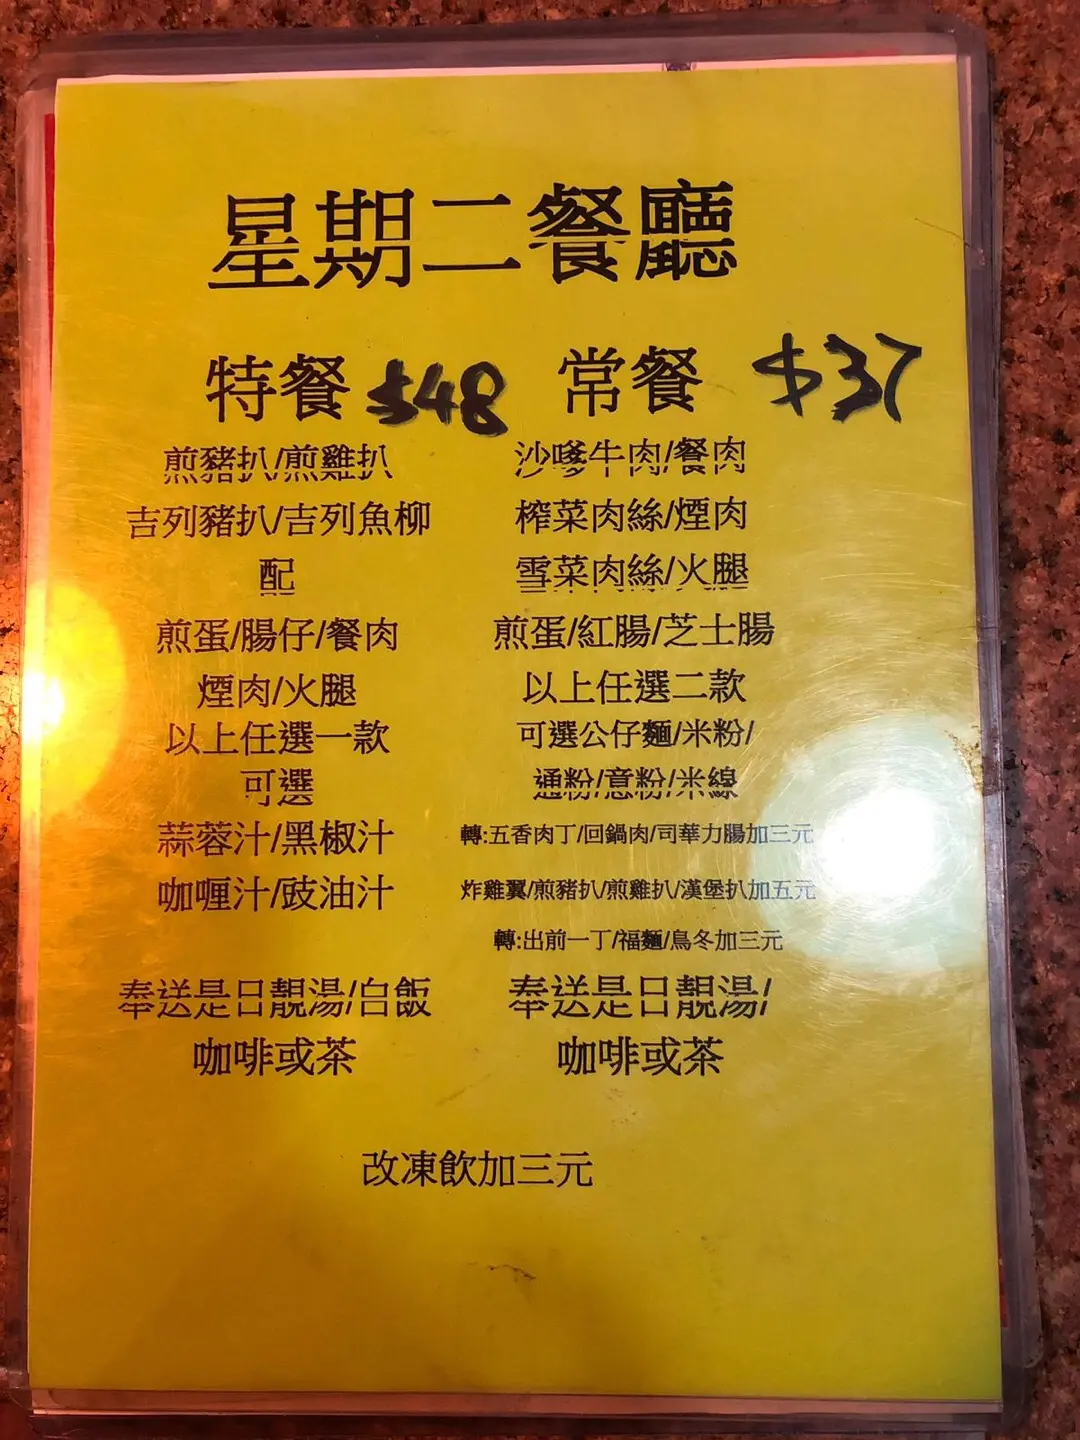 星期二餐廳
特餐 $48
煎豬扒/煎雞扒
吉列豬扒/吉列魚柳
配
煎蛋/腸仔/餐肉
煙肉/火腿
以上任選一款
可選
蒜蓉汁/黑椒汁
咖喱汁/豉油汁
奉送是日靚湯/白飯
咖啡或茶
常餐 $37
沙嗲牛肉/餐肉
榨菜肉絲/煙肉
雪菜肉絲/火腿
煎蛋/紅腸/芝士腸
以上任選二款
可選公仔麵/米粉/
通粉/意粉/米線
轉:五香肉丁/回鍋肉/司華力腸加三元
炸雞翼/煎豬扒/煎雞扒/漢堡扒加五元
轉:出前一丁/福麵/烏冬加三元
奉送是日靚湯/
咖啡或茶
改凍飲加三元